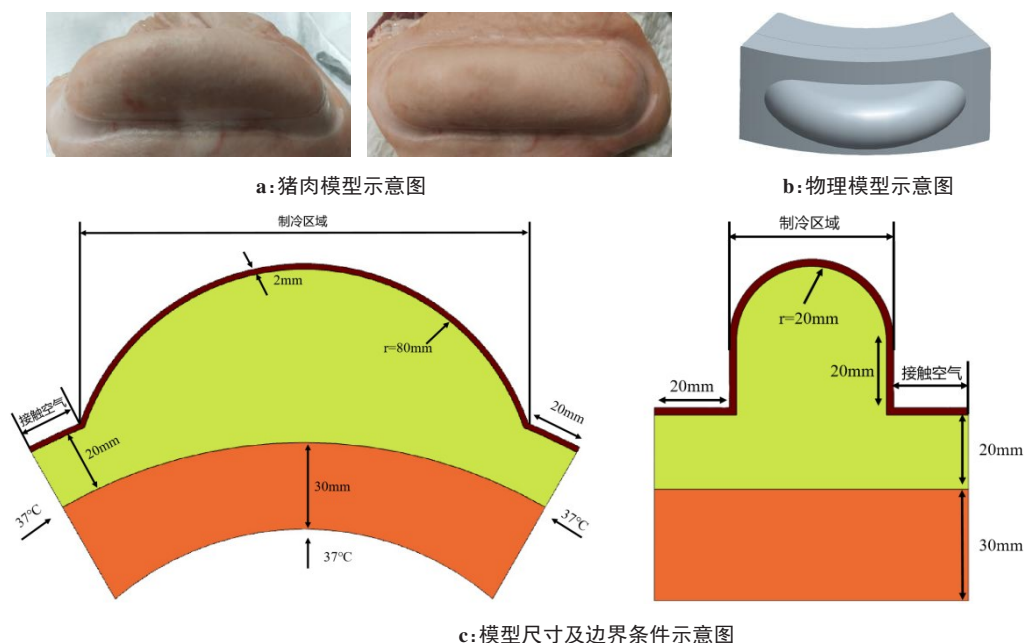 a:猪肉模型示意图
b:物理模型示意图
制冷区域
2mm
r=80mm
接触空气
20mm
20mm
30mm
37℃
37℃
37℃
制冷区域
r=20mm
20mm
20mm
接触空气
20mm
30mm
c:模型尺寸及边界条件示意图